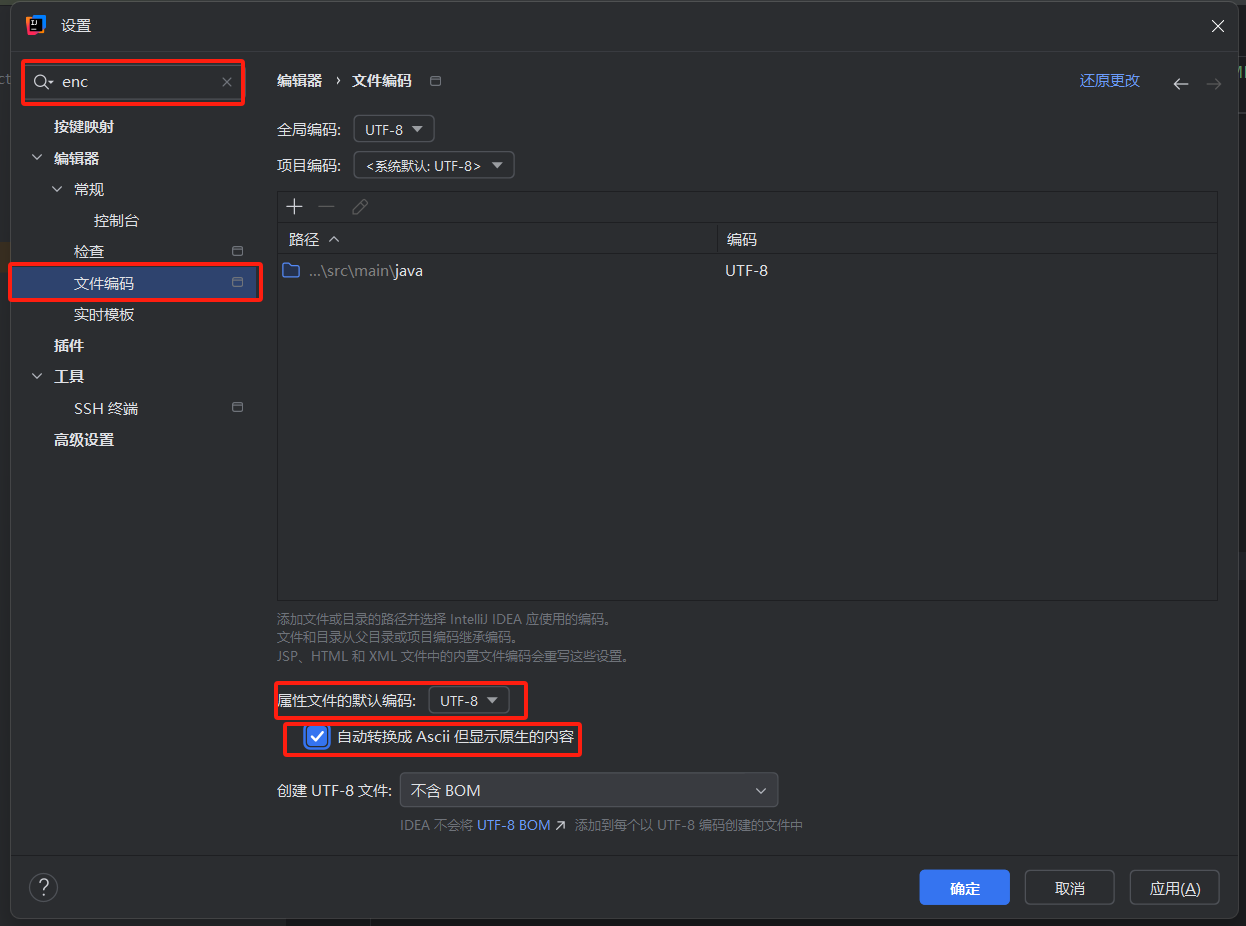 设置
enc
按键映射
编辑器
常规
控制台
检查
文件编码
实时模板
插件
工具
SSH 终端
高级设置
编辑器 › 文件编码
还原更改
全局编码: UTF-8
项目编码: <系统默认: UTF-8>
路径 编码
...\src\main\java UTF-8
添加文件或目录的路径并选择 IntelliJ IDEA 应使用的编码。
文件和目录从父目录或项目编码继承编码。
JSP、HTML 和 XML 文件中的内置文件编码会重写这些设置。
属性文件的默认编码: UTF-8
自动转换成 Ascii 但显示原生的内容
创建 UTF-8 文件: 不含 BOM
IDEA 不会将 UTF-8 BOM ↗ 添加到每个以 UTF-8 编码创建的文件中
?
确定 取消 应用(A)